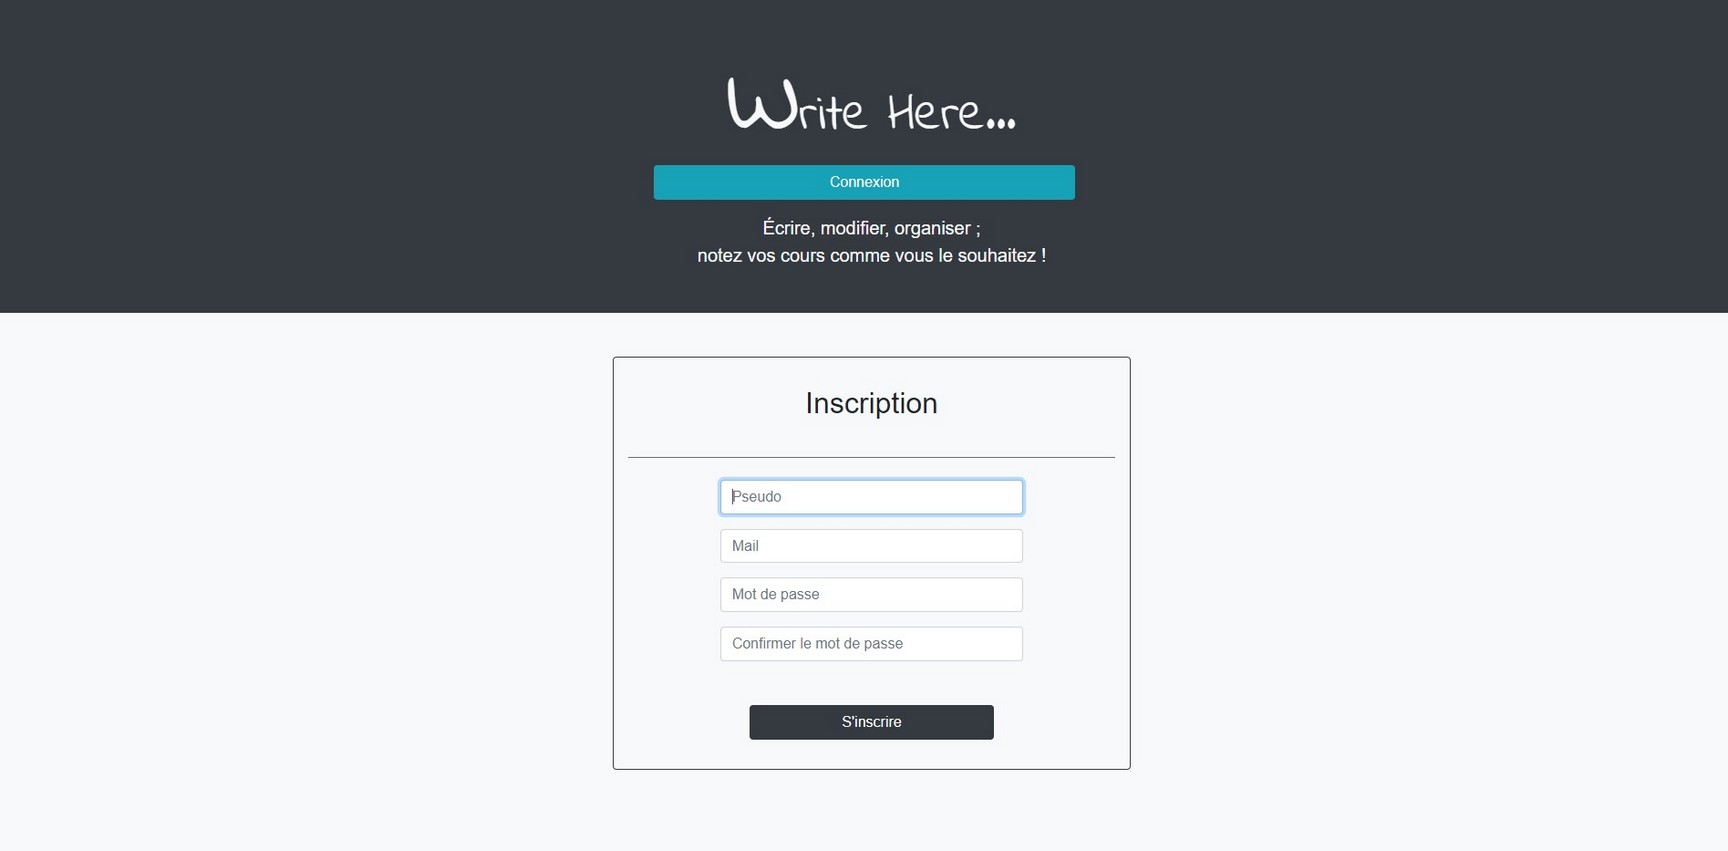 Write Here...
Connexion
Écrire, modifier, organiser ;
notez vos cours comme vous le souhaitez !
Inscription
Pseudo
Mail
Mot de passe
Confirmer le mot de passe
S'inscrire